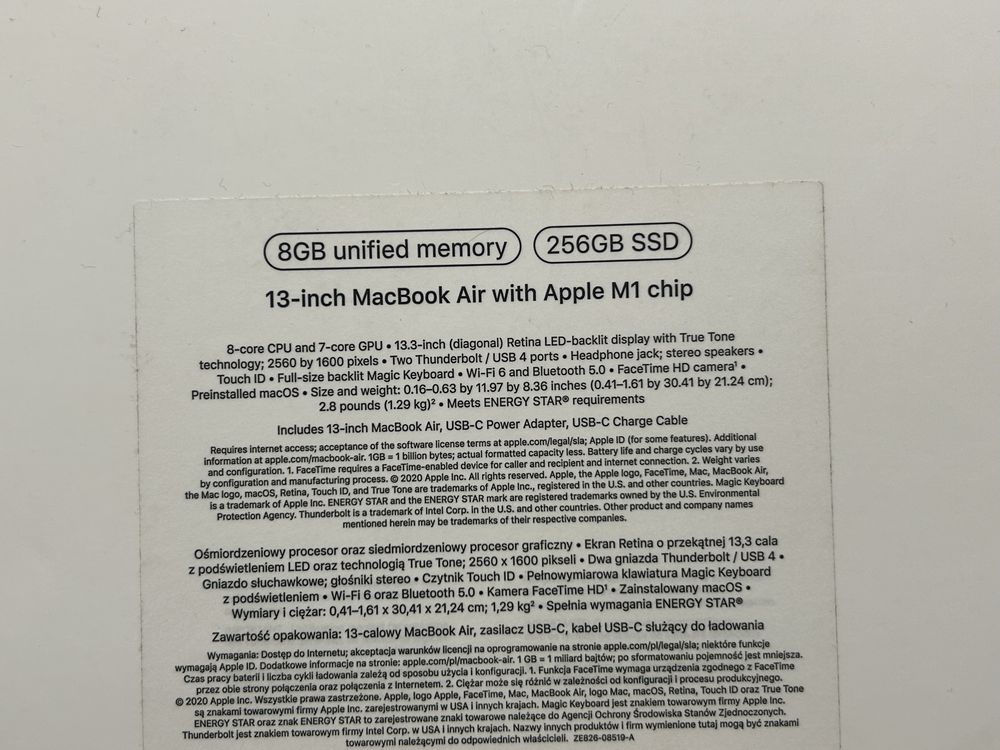 8GB unified memory 256GB SSD
13-inch MacBook Air with Apple M1 chip
8-core CPU and 7-core GPU • 13.3-inch (diagonal) Retina LED-backlit display with True Tone
technology; 2560 by 1600 pixels • Two Thunderbolt / USB 4 ports • Headphone jack; stereo speakers •
Touch ID • Full-size backlit Magic Keyboard • Wi-Fi 6 and Bluetooth 5.0 • FaceTime HD camera¹ •
Preinstalled macOS • Size and weight: 0.16–0.63 by 11.97 by 8.36 inches (0.41–1.61 by 30.41 by 21.24 cm);
2.8 pounds (1.29 kg)² • Meets ENERGY STAR® requirements
Includes 13-inch MacBook Air, USB-C Power Adapter, USB-C Charge Cable
Requires internet access; acceptance of the software license terms at apple.com/legal/sla; Apple ID (for some features). Additional
information at apple.com/macbook-air. 1GB = 1 billion bytes; actual formatted capacity less. Battery life and charge cycles vary by use
and configuration. 1. FaceTime requires a FaceTime-enabled device for caller and recipient and internet connection. 2. Weight varies
by configuration and manufacturing process. © 2020 Apple Inc. All rights reserved. Apple, the Apple logo, FaceTime, Mac, MacBook Air,
the Mac logo, macOS, Retina, Touch ID, and True Tone are trademarks of Apple Inc., registered in the U.S. and other countries. Magic Keyboard
is a trademark of Apple Inc. ENERGY STAR and the ENERGY STAR mark are registered trademarks owned by the U.S. Environmental
Protection Agency. Thunderbolt is a trademark of Intel Corp. in the U.S. and other countries. Other product and company names
mentioned herein may be trademarks of their respective companies.
Ośmiordzeniowy procesor oraz siedmiordzeniowy procesor graficzny • Ekran Retina o przekątnej 13,3 cala
z podświetleniem LED oraz technologią True Tone; 2560 x 1600 pikseli • Dwa gniazda Thunderbolt / USB 4 •
Gniazdo słuchawkowe; głośniki stereo • Czytnik Touch ID • Pełnowymiarowa klawiatura Magic Keyboard
z podświetleniem • Wi-Fi 6 oraz Bluetooth 5.0 • Kamera FaceTime HD¹ • Zainstalowany macOS •
Wymiary i ciężar: 0,41–1,61 x 30,41 x 21,24 cm; 1,29 kg² • Spełnia wymagania ENERGY STAR®
Zawartość opakowania: 13-calowy MacBook Air, zasilacz USB-C, kabel USB-C służący do ładowania
Wymagania: Dostęp do Internetu; akceptacja warunków licencji na oprogramowanie na stronie apple.com/pl/legal/sla; niektóre funkcje
wymagają Apple ID. Dodatkowe informacje na stronie: apple.com/pl/macbook-air. 1 GB = 1 miliard bajtów; po sformatowaniu pojemność jest mniejsza.
Czas pracy baterii i liczba cykli ładowania zależą od sposobu użycia i konfiguracji. 1. Funkcja FaceTime wymaga urządzenia zgodnego z FaceTime
przez obie strony połączenia oraz połączenia z Internetem. 2. Ciężar może się różnić w zależności od konfiguracji i procesu produkcyjnego.
© 2020 Apple Inc. Wszystkie prawa zastrzeżone. Apple, logo Apple, FaceTime, Mac, MacBook Air, logo Mac, macOS, Retina, Touch ID oraz True Tone
są znakami towarowymi firmy Apple Inc. zarejestrowanymi w USA i innych krajach. Magic Keyboard jest znakiem towarowym firmy Apple Inc.
ENERGY STAR oraz znak ENERGY STAR to zarejestrowane znaki towarowe należące do Agencji Ochrony Środowiska Stanów Zjednoczonych.
Thunderbolt jest znakiem towarowym firmy Intel Corp. w USA i innych krajach. Nazwy innych produktów i firm wymienione tutaj mogą być znakami
towarowymi należącymi do odpowiednich właścicieli. ZE826-08519-A